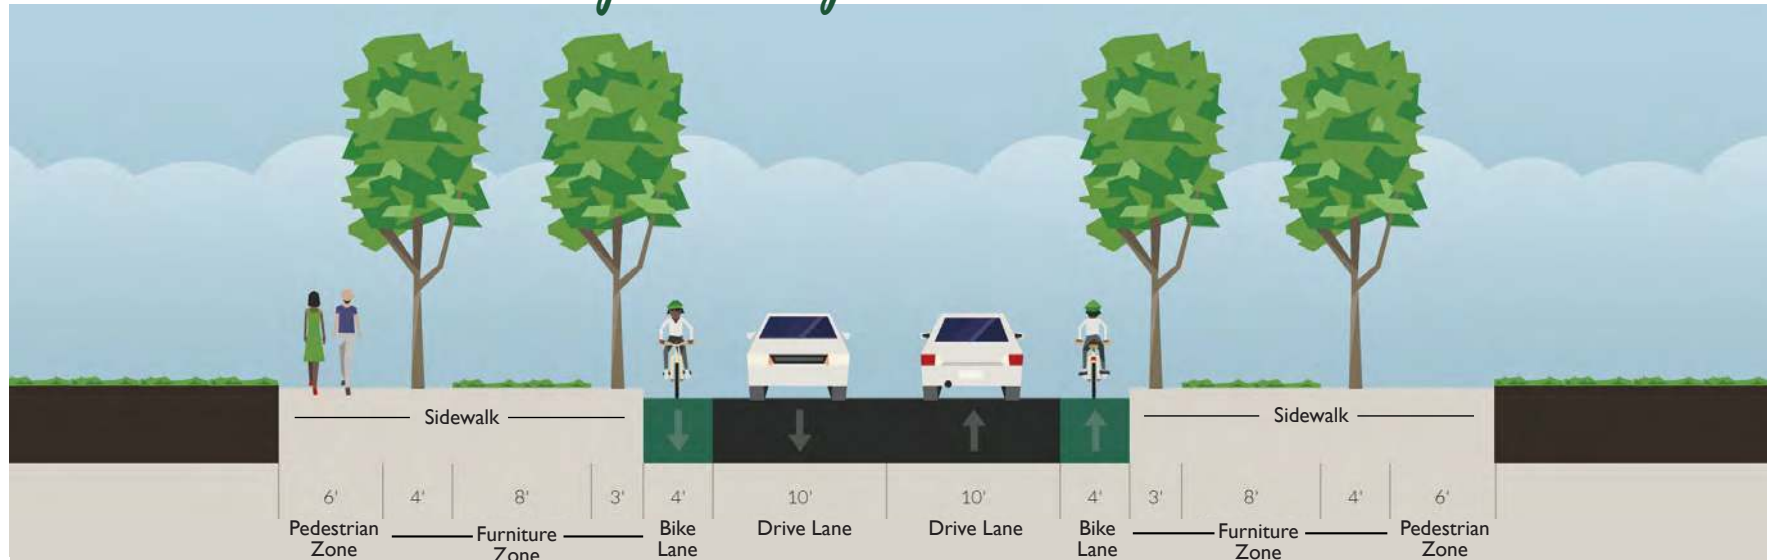 Sidewalk
Sidewalk
6' 4' 8' 3' 4' 10' 10' 4' 3' 8' 4' 6'
Pedestrian Zone
Furniture Zone
Bike Lane
Drive Lane
Drive Lane
Bike Lane
Furniture Zone
Pedestrian Zone